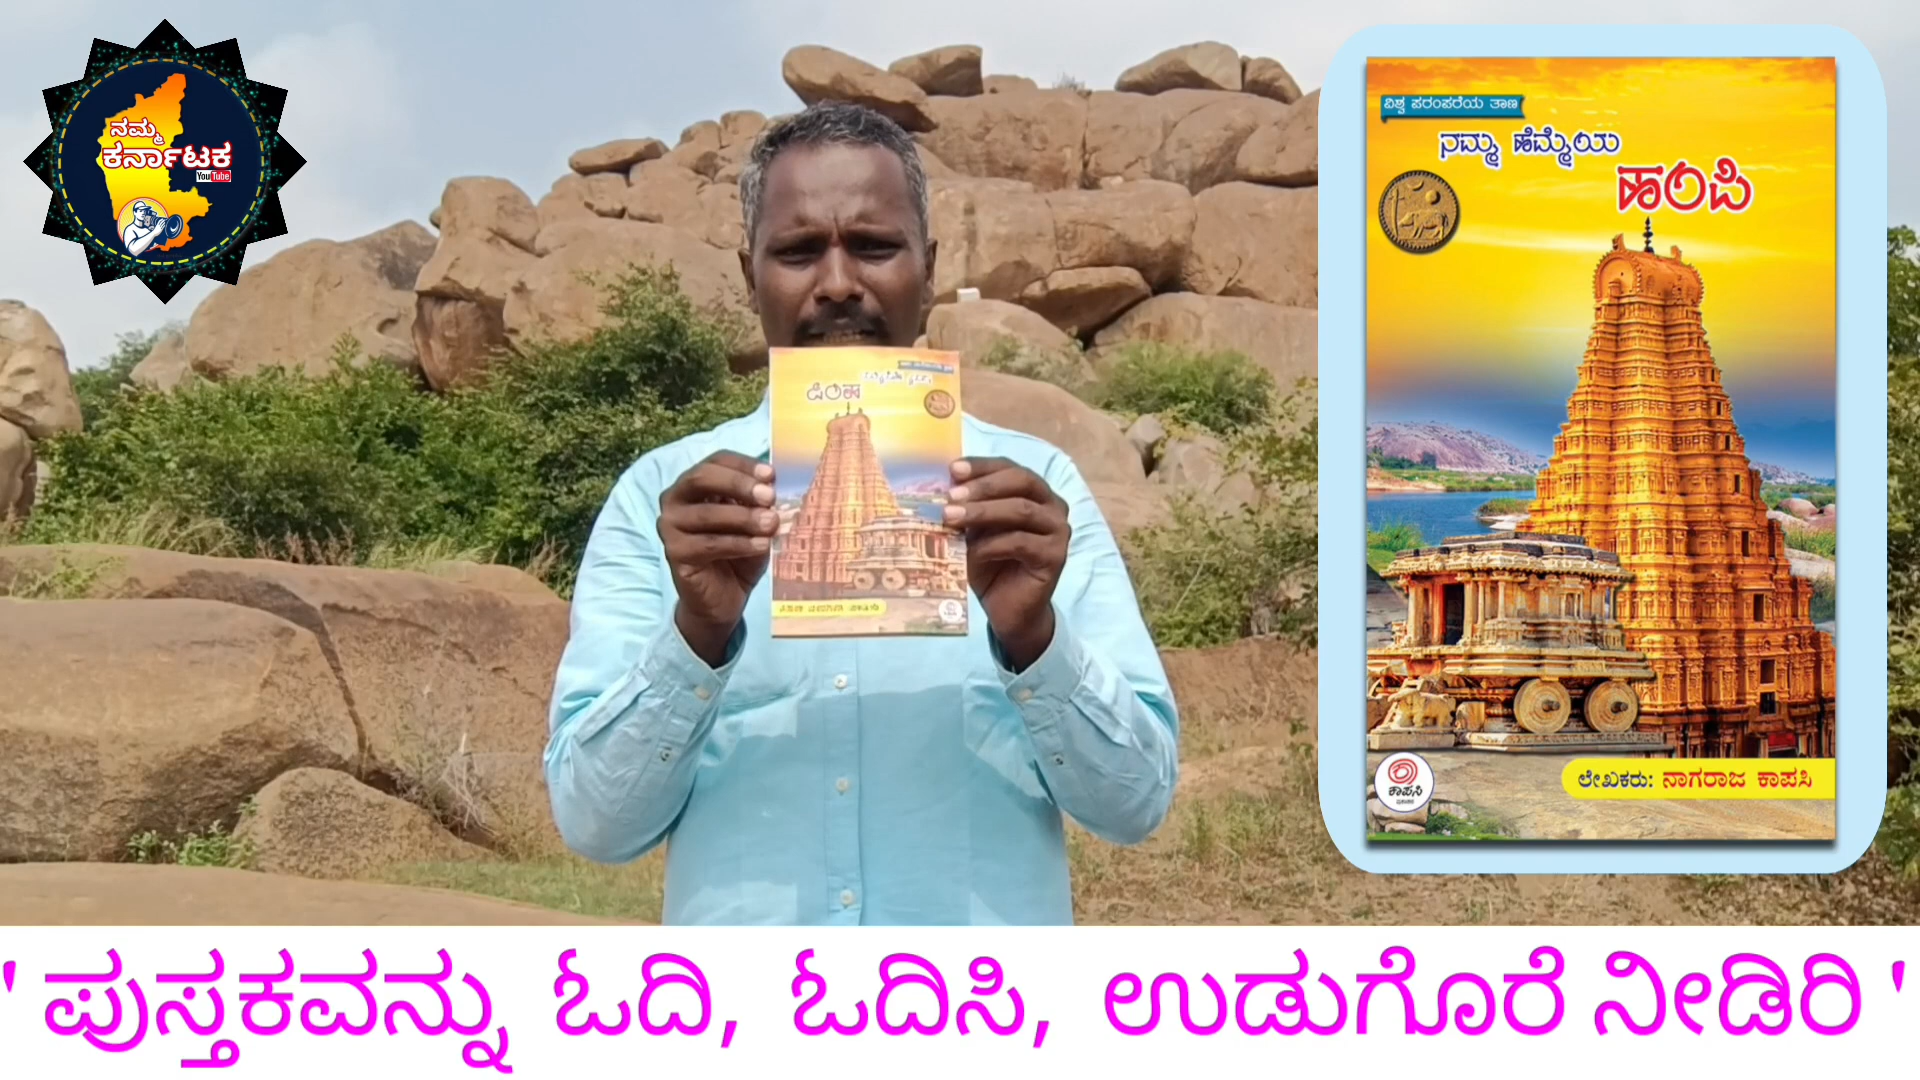 ನಮ್ಮ
ಕರ್ನಾಟಕ
YouTube
ವಿಶ್ವ ಪರಂಪರೆಯ ತಾಣ
ನಮ್ಮ ಹೆಮ್ಮೆಯ
ಹಂಪಿ
ಕಾಪಸಿ
ಲೇಖಕರು: ನಾಗರಾಜ ಕಾಪಸಿ
' ಪುಸ್ತಕವನ್ನು ಓದಿ, ಓದಿಸಿ, ಉಡುಗೊರೆ ನೀಡಿರಿ '